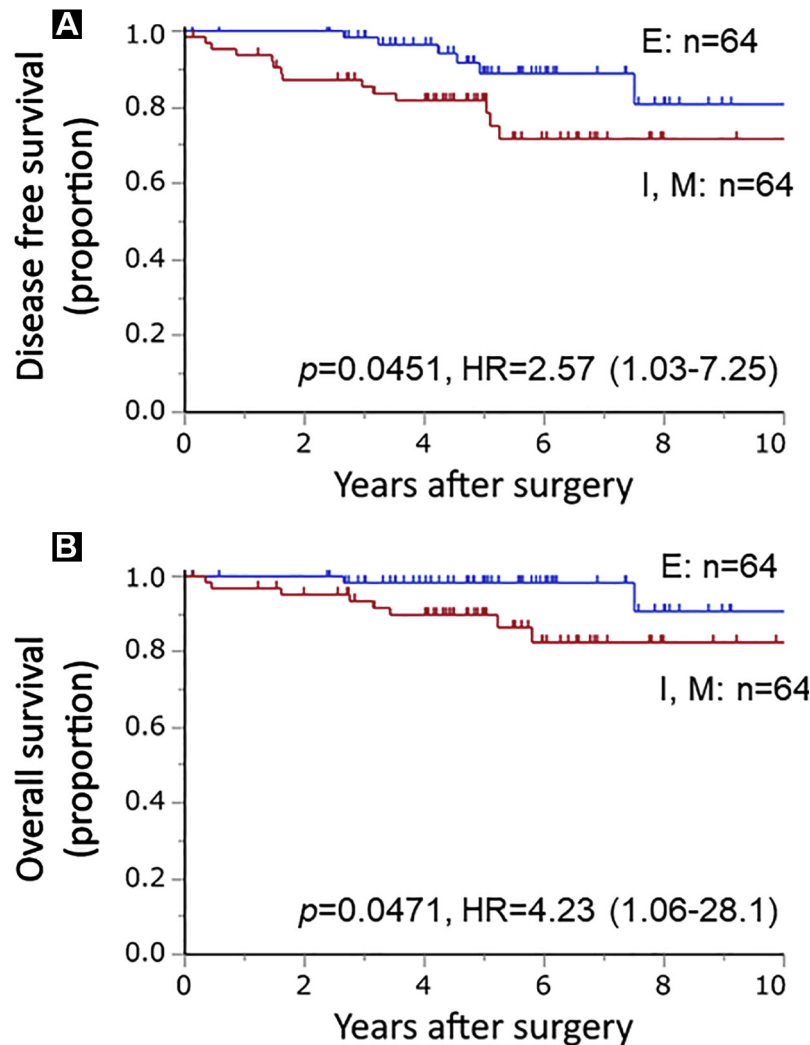 A
Disease free survival
(proportion)
1.0
0.8
0.6
0.4
0.2
0.0
E: n=64
I, M: n=64
p=0.0451, HR=2.57 (1.03-7.25)
0 2 4 6 8 10
Years after surgery
B
Overall survival
(proportion)
1.0
0.8
0.6
0.4
0.2
0.0
E: n=64
I, M: n=64
p=0.0471, HR=4.23 (1.06-28.1)
0 2 4 6 8 10
Years after surgery